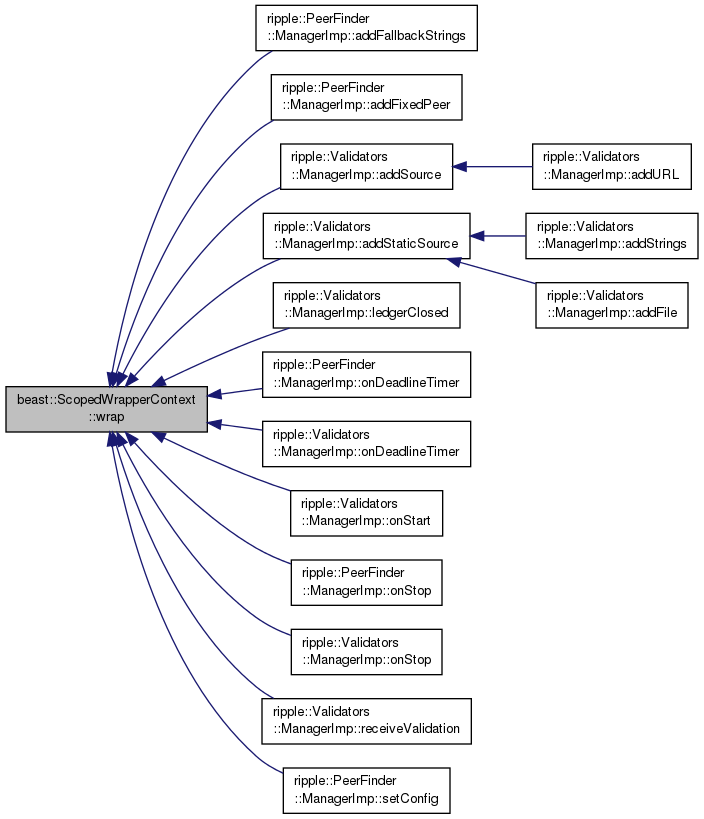 ripple::PeerFinder
::ManagerImp::addFallbackStrings
ripple::PeerFinder
::ManagerImp::addFixedPeer
ripple::Validators
::ManagerImp::addSource
ripple::Validators
::ManagerImp::addURL
ripple::Validators
::ManagerImp::addStaticSource
ripple::Validators
::ManagerImp::addStrings
ripple::Validators
::ManagerImp::ledgerClosed
ripple::Validators
::ManagerImp::addFile
ripple::PeerFinder
::ManagerImp::onDeadlineTimer
beast::ScopedWrapperContext
::wrap
ripple::Validators
::ManagerImp::onDeadlineTimer
ripple::Validators
::ManagerImp::onStart
ripple::PeerFinder
::ManagerImp::onStop
ripple::Validators
::ManagerImp::onStop
ripple::Validators
::ManagerImp::receiveValidation
ripple::PeerFinder
::ManagerImp::setConfig